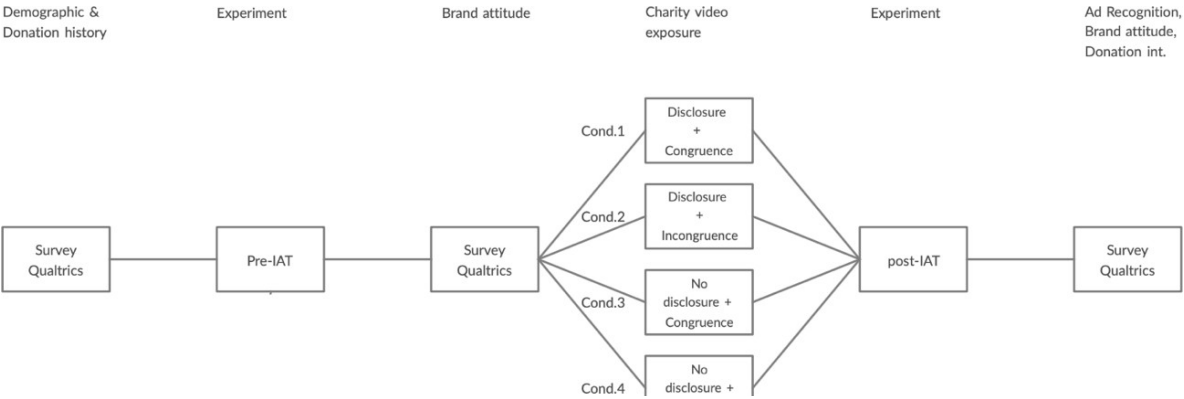 Demographic &
Donation history
Experiment
Brand attitude
Charity video
exposure
Experiment
Ad Recognition,
Brand attitude,
Donation int.
Survey
Qualtrics
Pre-IAT
Survey
Qualtrics
Cond.1
Disclosure
+
Congruence
Cond.2
Disclosure
+
Incongruence
Cond.3
No
disclosure +
Congruence
Cond.4
No
disclosure +
post-IAT
Survey
Qualtrics